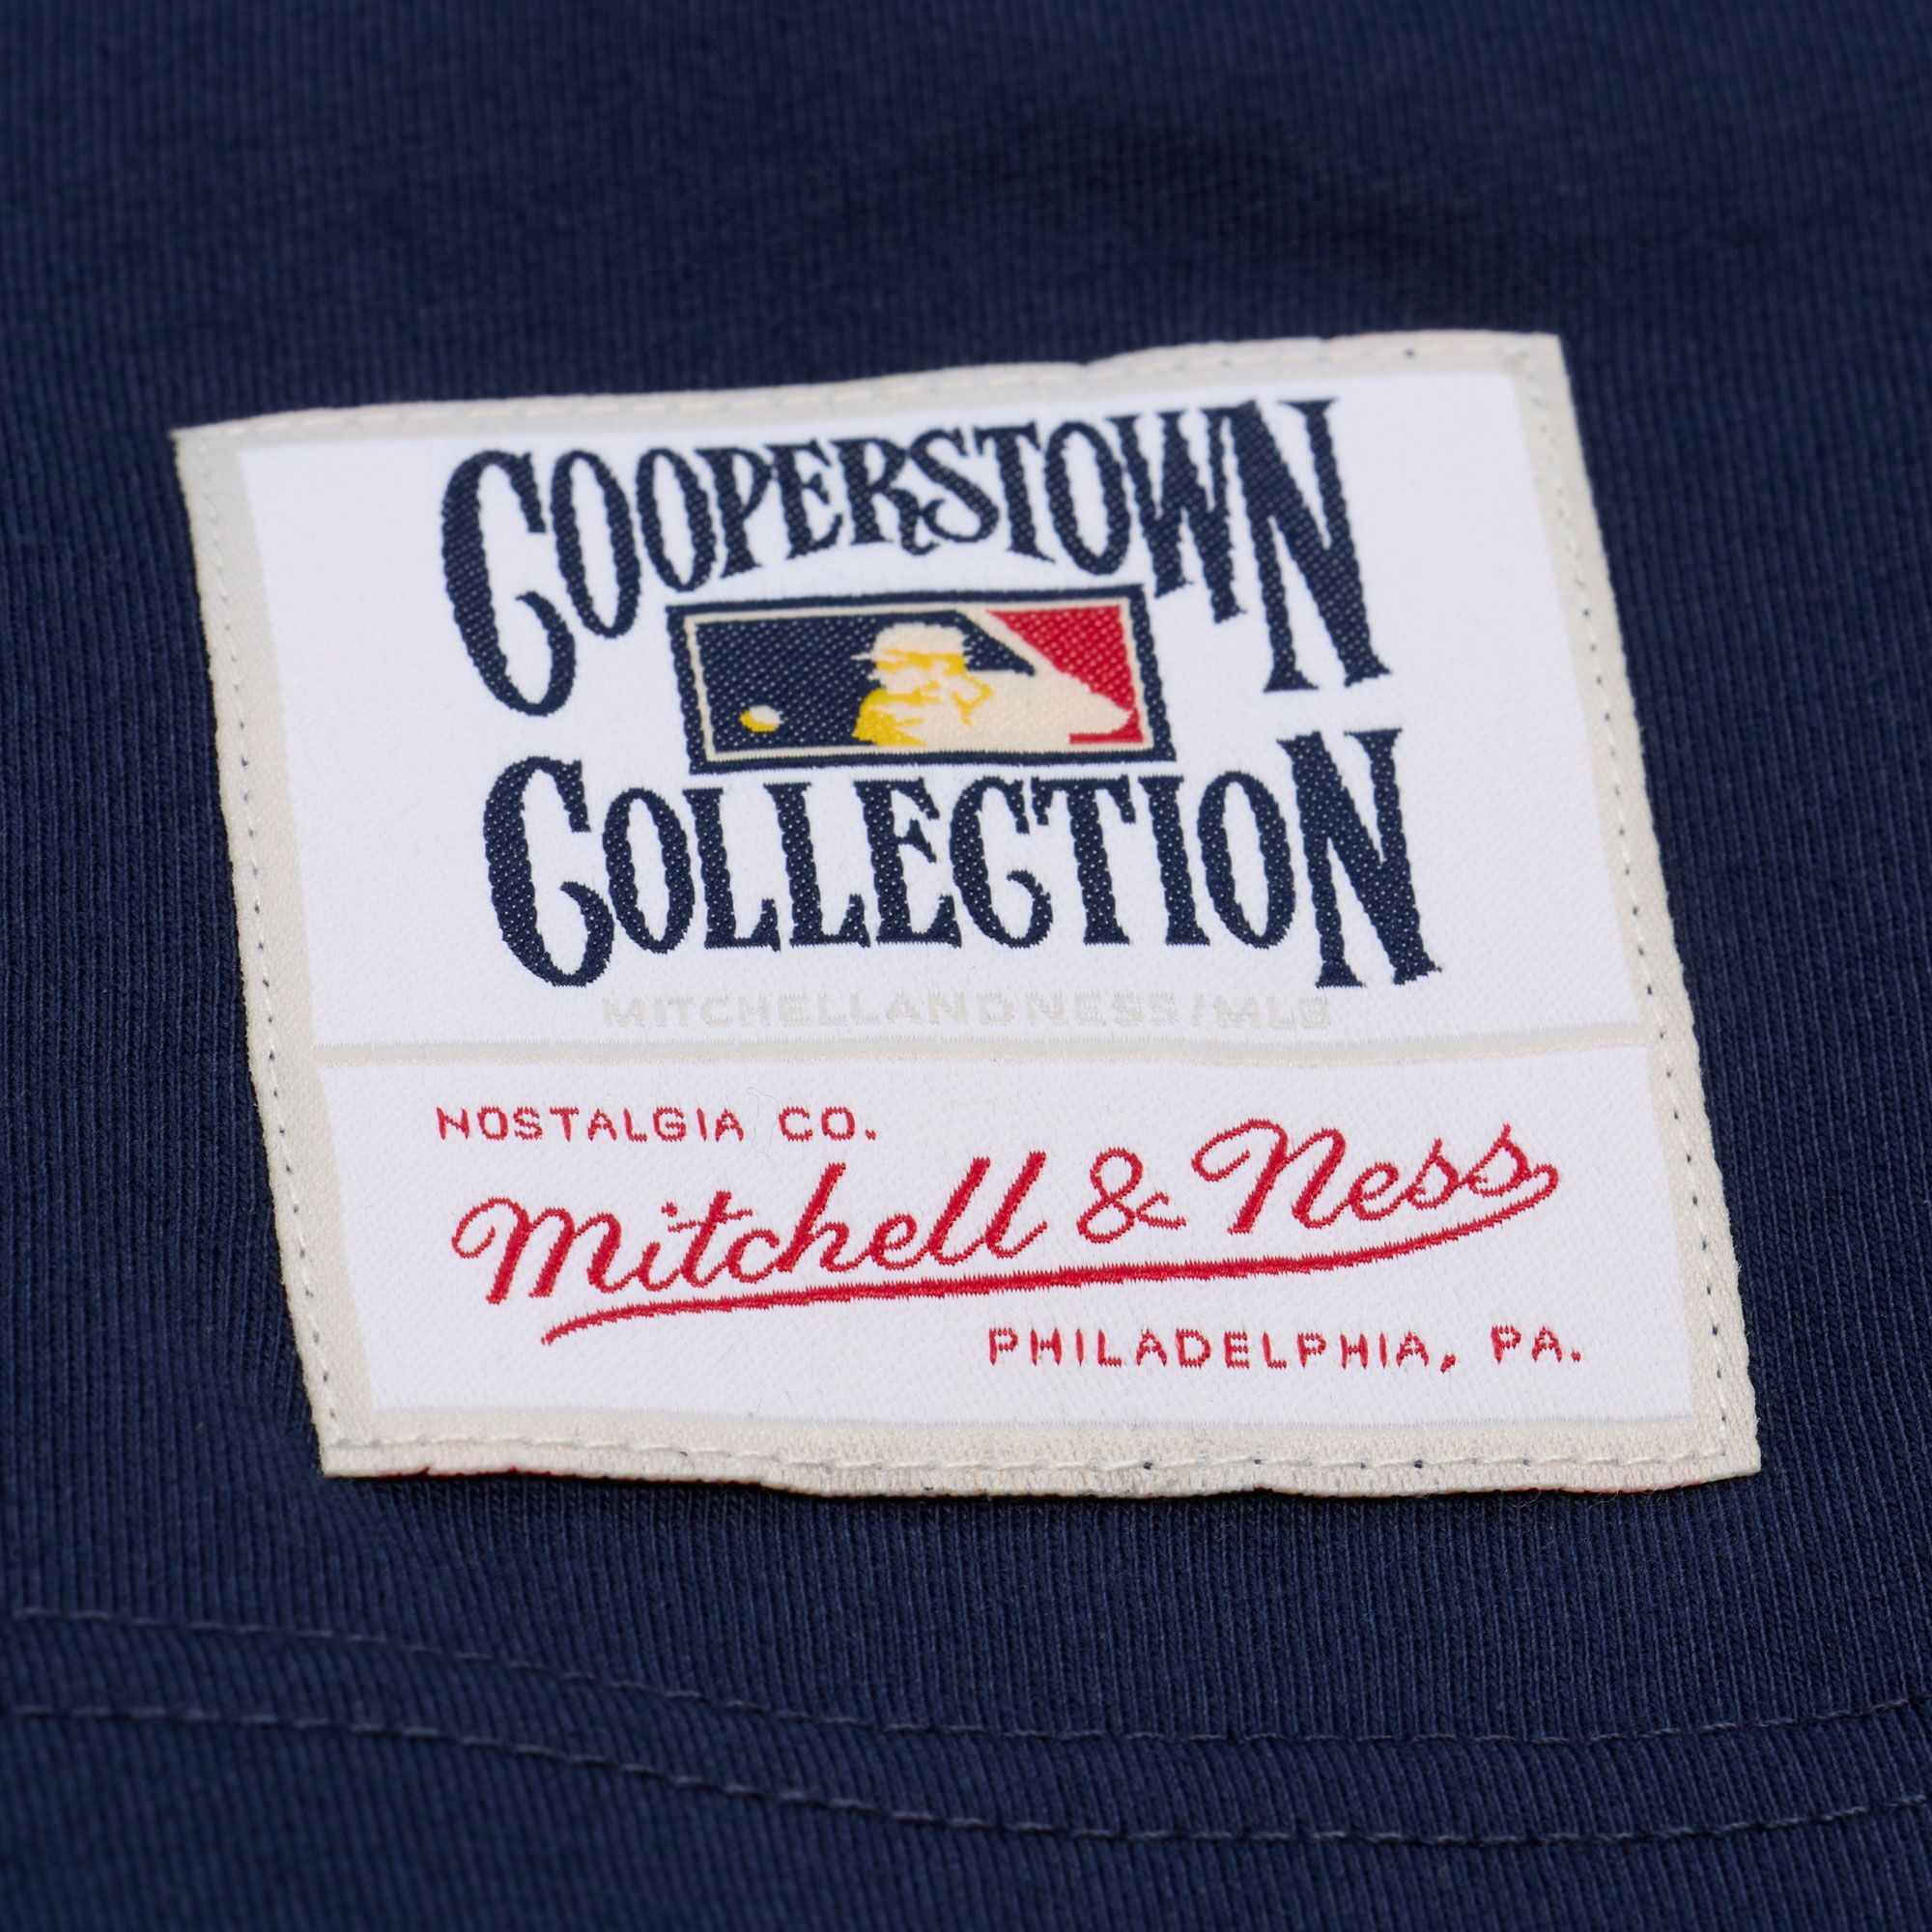 COOPERSTOWN
COLLECTION
MITCHELLANDNESS/MLB
NOSTALGIA CO.
Mitchell & Ness
PHILADELPHIA, PA.